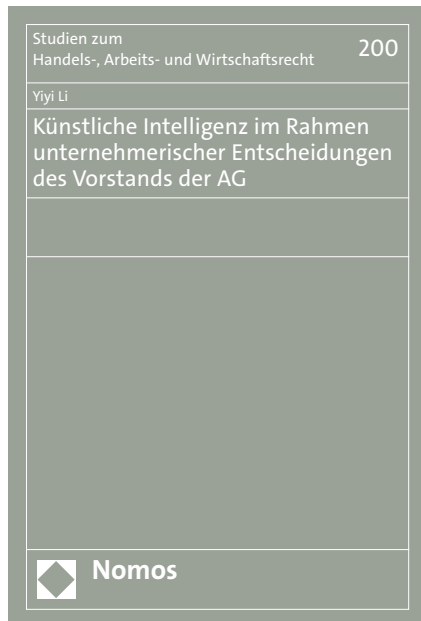 Studien zum
Handels-, Arbeits- und Wirtschaftsrecht
200
Yiyi Li
Künstliche Intelligenz im Rahmen
unternehmerischer Entscheidungen
des Vorstands der AG
Nomos